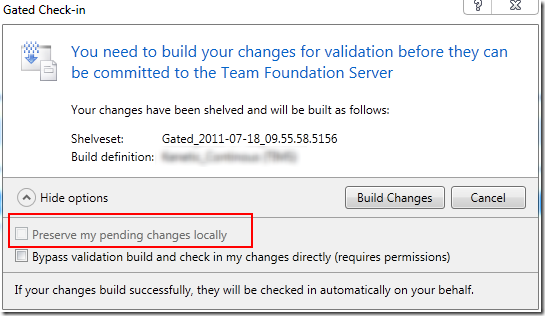 Gated Check-in
You need to build your changes for validation before they can
be committed to the Team Foundation Server
Your changes have been shelved and will be built as follows:
Shelveset: Gated_2011-07-18_09.55.58.5156
Build definition:
Hide options Build Changes Cancel
Preserve my pending changes locally
Bypass validation build and check in my changes directly (requires permissions)
If your changes build successfully, they will be checked in automatically on your behalf.